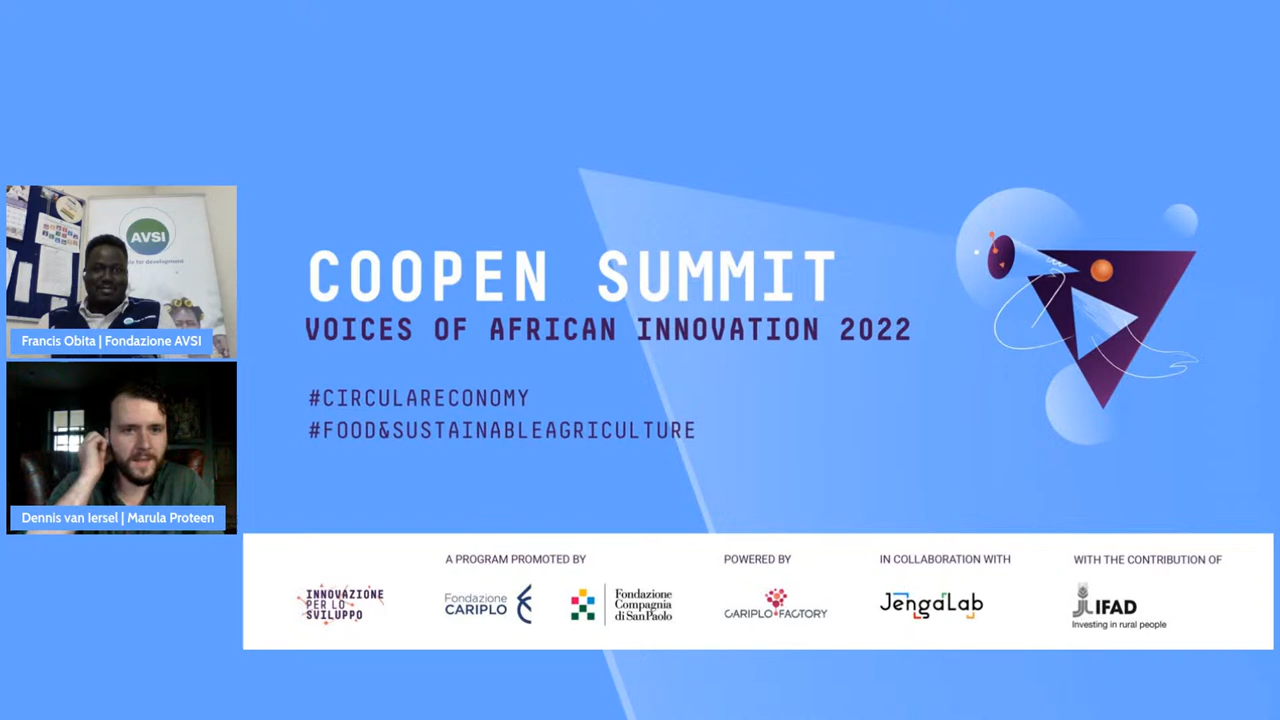 AVSI
Francis Obita | Fondazione AVSI
Dennis van Iersel | Marula Proteen
COOPEN SUMMIT
VOICES OF AFRICAN INNOVATION 2022
#CIRCULARECONOMY
#FOOD&SUSTAINABLEAGRICULTURE
A PROGRAM PROMOTED BY
POWERED BY
IN COLLABORATION WITH
WITH THE CONTRIBUTION OF
INNOVAZIONE
PER LO
SVILUPPO
Fondazione
CARIPLO
Fondazione
Compagnia
di San Paolo
CARIPLO FACTORY
JengaLab
IFAD
Investing in rural people